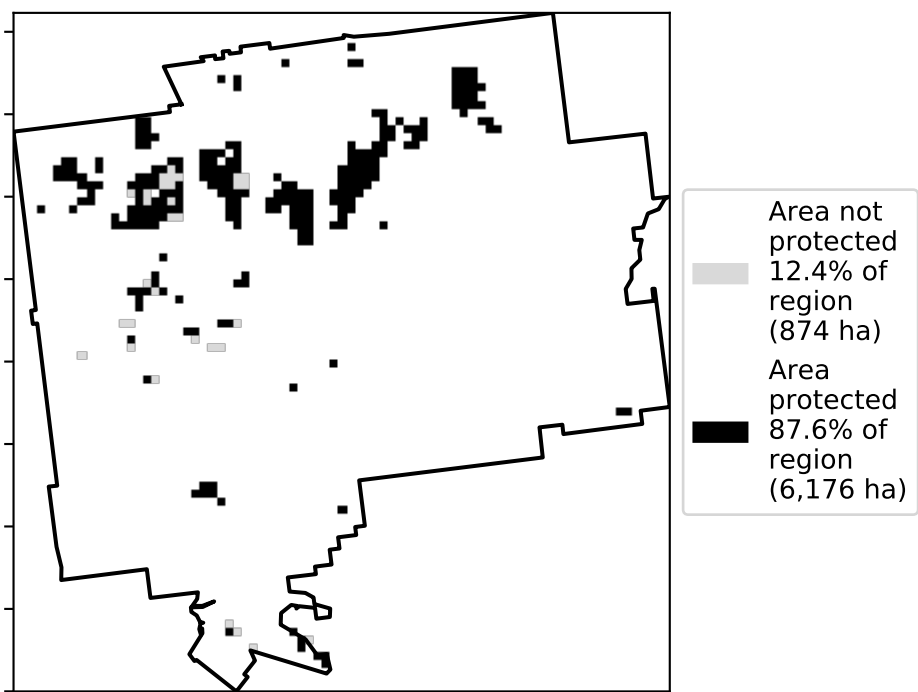 Area not
protected
12.4% of
region
(874 ha)
Area
protected
87.6% of
region
(6,176 ha)